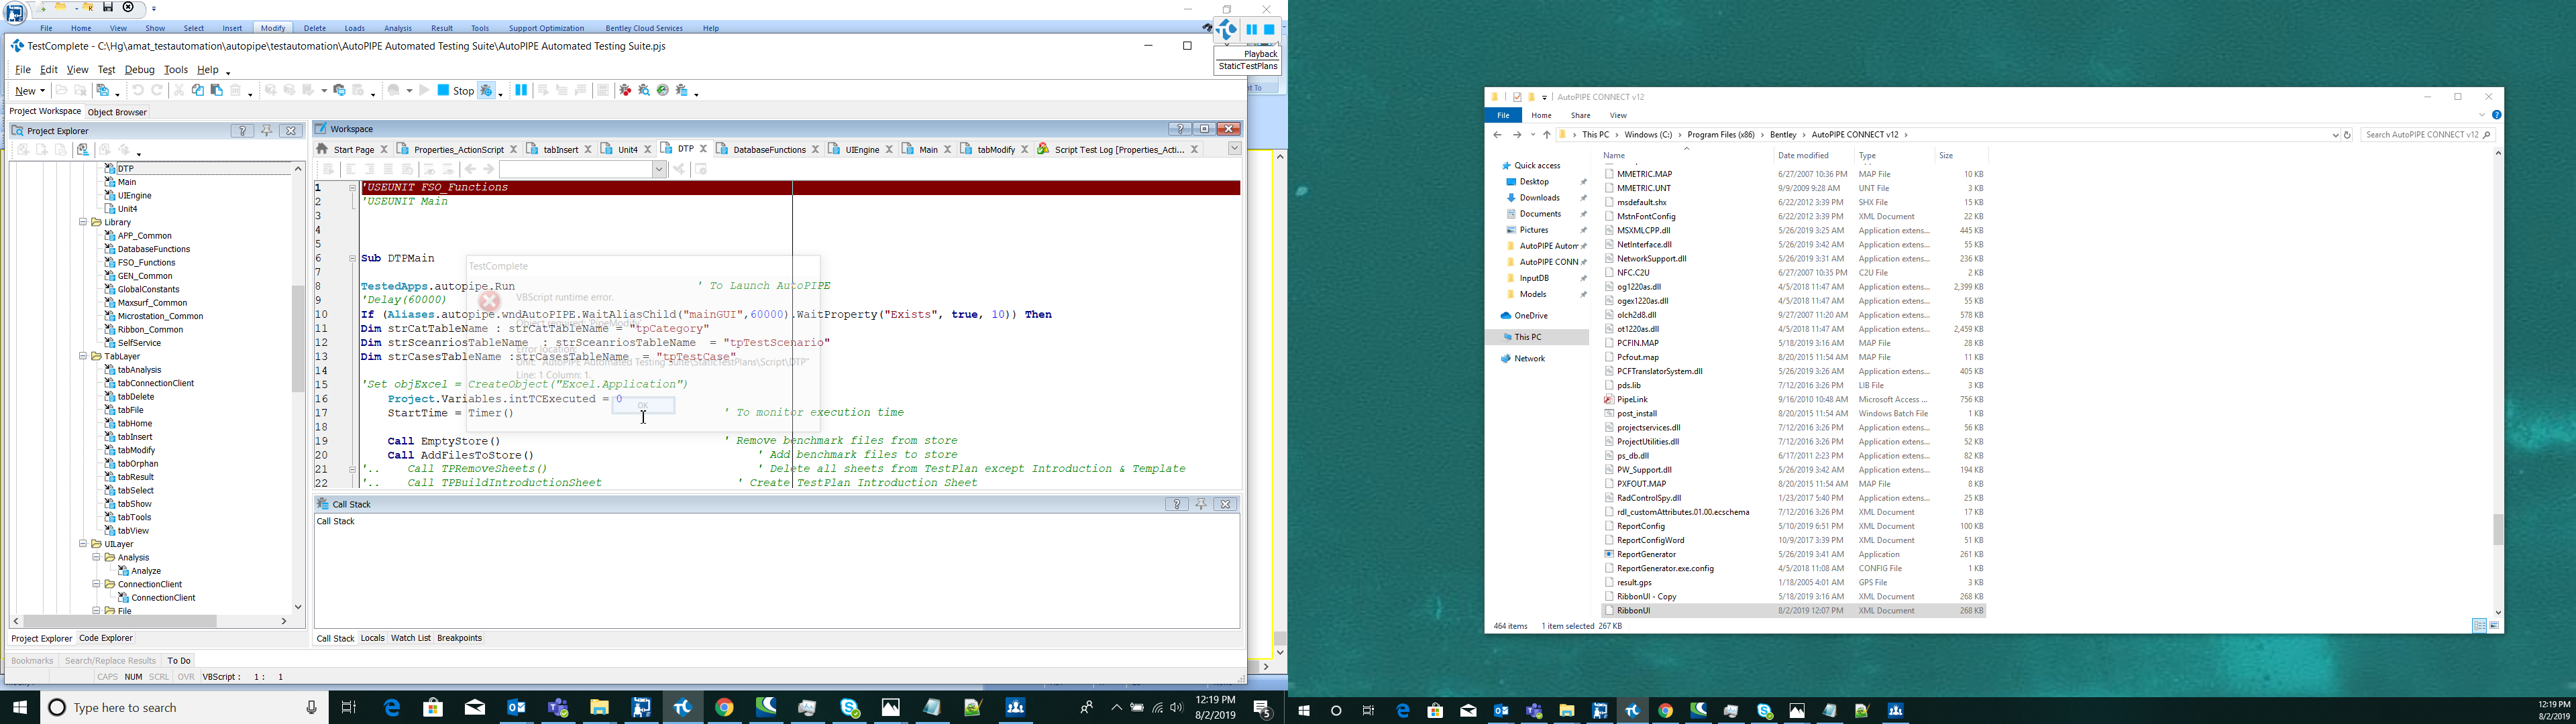 File Home View Show Select Insert Modify Delete Loads Analysis Result Tools Support Optimization Bentley Cloud Services Help
TestComplete - C:\Hg\amat_testautomation\autopipe\testautomation\AutoPIPE Automated Testing Suite\AutoPIPE Automated Testing Suite.pjs
Playback
StaticTestPlans
File Edit View Test Debug Tools Help
New Stop
Project Workspace Object Browser
Project Explorer
DTP
Main
UIEngine
Unit4
Library
APP_Common
DatabaseFunctions
FSO_Functions
GEN_Common
GlobalConstants
Maxsurf_Common
Microstation_Common
Ribbon_Common
SelfService
TabLayer
tabAnalysis
tabConnectionClient
tabDelete
tabFile
tabHome
tabInsert
tabModify
tabOrphan
tabResult
tabSelect
tabShow
tabTools
tabView
UILayer
Analysis
Analyze
ConnectionClient
ConnectionClient
File
Project Explorer Code Explorer
Workspace
Start Page Properties_ActionScript tabInsert Unit4 DTP DatabaseFunctions UIEngine Main tabModify Script Test Log [Properties_Acti...
1 'USEUNIT FSO_Functions
2 'USEUNIT Main
3
4
5
6 Sub DTPMain
7
8 TestedApps.autopipe.Run ' To Launch AutoPIPE
9 'Delay(60000)
10 If (Aliases.autopipe.wndAutoPIPE.WaitAliasChild("mainGUI",60000).WaitProperty("Exists", true, 10)) Then
11 Dim strCatTableName : strCatTableName = "tpCategory"
12 Dim strSceanriosTableName : strSceanriosTableName = "tpTestScenario"
13 Dim strCasesTableName :strCasesTableName = "tpTestCase"
14
15 'Set objExcel = CreateObject("Excel.Application")
16 Project.Variables.intTCExecuted = 0
17 StartTime = Timer() ' To monitor execution time
18
19 Call EmptyStore() ' Remove benchmark files from store
20 Call AddFilesToStore() ' Add benchmark files to store
21 '.. Call TPRemoveSheets() ' Delete all sheets from TestPlan except Introduction & Template
22 '.. Call TPBuildIntroductionSheet ' Create TestPlan Introduction Sheet
TestComplete
VBScript runtime error.
Object required: 'PipeModify'
Error location:
Unit: "AutoPIPE Automated Testing Suite\StaticTestPlans\Script\DTP"
Line: 1 Column: 1.
OK
Call Stack
Call Stack
Call Stack Locals Watch List Breakpoints
Bookmarks Search/Replace Results To Do
CAPS NUM SCRL OVR VBScript : 1 : 1
Type here to search
12:19 PM
8/2/2019
5
AutoPIPE CONNECT v12
File Home Share View
This PC Windows (C:) Program Files (x86) Bentley AutoPIPE CONNECT v12
Search AutoPIPE CONNECT v12
Quick access
Desktop
Downloads
Documents
Pictures
AutoPIPE Autom
AutoPIPE CONN
InputDB
Models
OneDrive
This PC
Network
Name Date modified Type Size
MMETRIC.MAP 6/27/2007 10:36 PM MAP File 10 KB
MMETRIC.UNT 9/9/2009 9:28 AM UNT File 3 KB
msdefault.shx 6/22/2012 3:39 PM SHX File 15 KB
MstnFontConfig 6/22/2012 3:39 PM XML Document 22 KB
MSXMLCPP.dll 5/26/2019 3:25 AM Application extens... 445 KB
NetInterface.dll 5/26/2019 3:42 AM Application extens... 55 KB
NetworkSupport.dll 5/26/2019 3:31 AM Application extens... 236 KB
NFC.C2U 6/27/2007 10:35 PM C2U File 2 KB
og1220as.dll 4/5/2018 11:47 AM Application extens... 2,399 KB
ogex1220as.dll 4/5/2018 11:47 AM Application extens... 55 KB
olch2d8.dll 9/27/2007 11:20 AM Application extens... 578 KB
ot1220as.dll 4/5/2018 11:47 AM Application extens... 2,459 KB
PCFIN.MAP 5/18/2019 3:16 AM MAP File 28 KB
Pcfout.map 8/20/2015 11:54 AM MAP File 11 KB
PCFTranslatorSystem.dll 5/26/2019 3:26 AM Application extens... 405 KB
pds.lib 7/12/2016 3:26 PM LIB File 3 KB
PipeLink 9/16/2010 10:48 AM Microsoft Access ... 756 KB
post_install 8/20/2015 11:54 AM Windows Batch File 1 KB
projectservices.dll 7/12/2016 3:26 PM Application extens... 56 KB
ProjectUtilities.dll 7/12/2016 3:26 PM Application extens... 52 KB
ps_db.dll 6/17/2011 2:23 PM Application extens... 82 KB
PW_Support.dll 5/26/2019 3:42 AM Application extens... 194 KB
PXFOUT.MAP 8/20/2015 11:54 AM MAP File 8 KB
RadControlSpy.dll 1/23/2017 5:40 PM Application extens... 25 KB
rdl_customAttributes.01.00.ecschema 7/12/2016 3:26 PM XML Document 17 KB
ReportConfig 5/10/2019 6:51 PM XML Document 100 KB
ReportConfigWord 10/9/2017 3:39 PM XML Document 51 KB
ReportGenerator 5/26/2019 3:41 AM Application 261 KB
ReportGenerator.exe.config 4/5/2018 11:08 AM CONFIG File 1 KB
result.gps 1/18/2005 4:01 AM GPS File 3 KB
RibbonUI - Copy 5/18/2019 3:16 AM XML Document 268 KB
RibbonUI 8/2/2019 12:07 PM XML Document 268 KB
464 items 1 item selected 267 KB
12:19 PM
8/2/2019